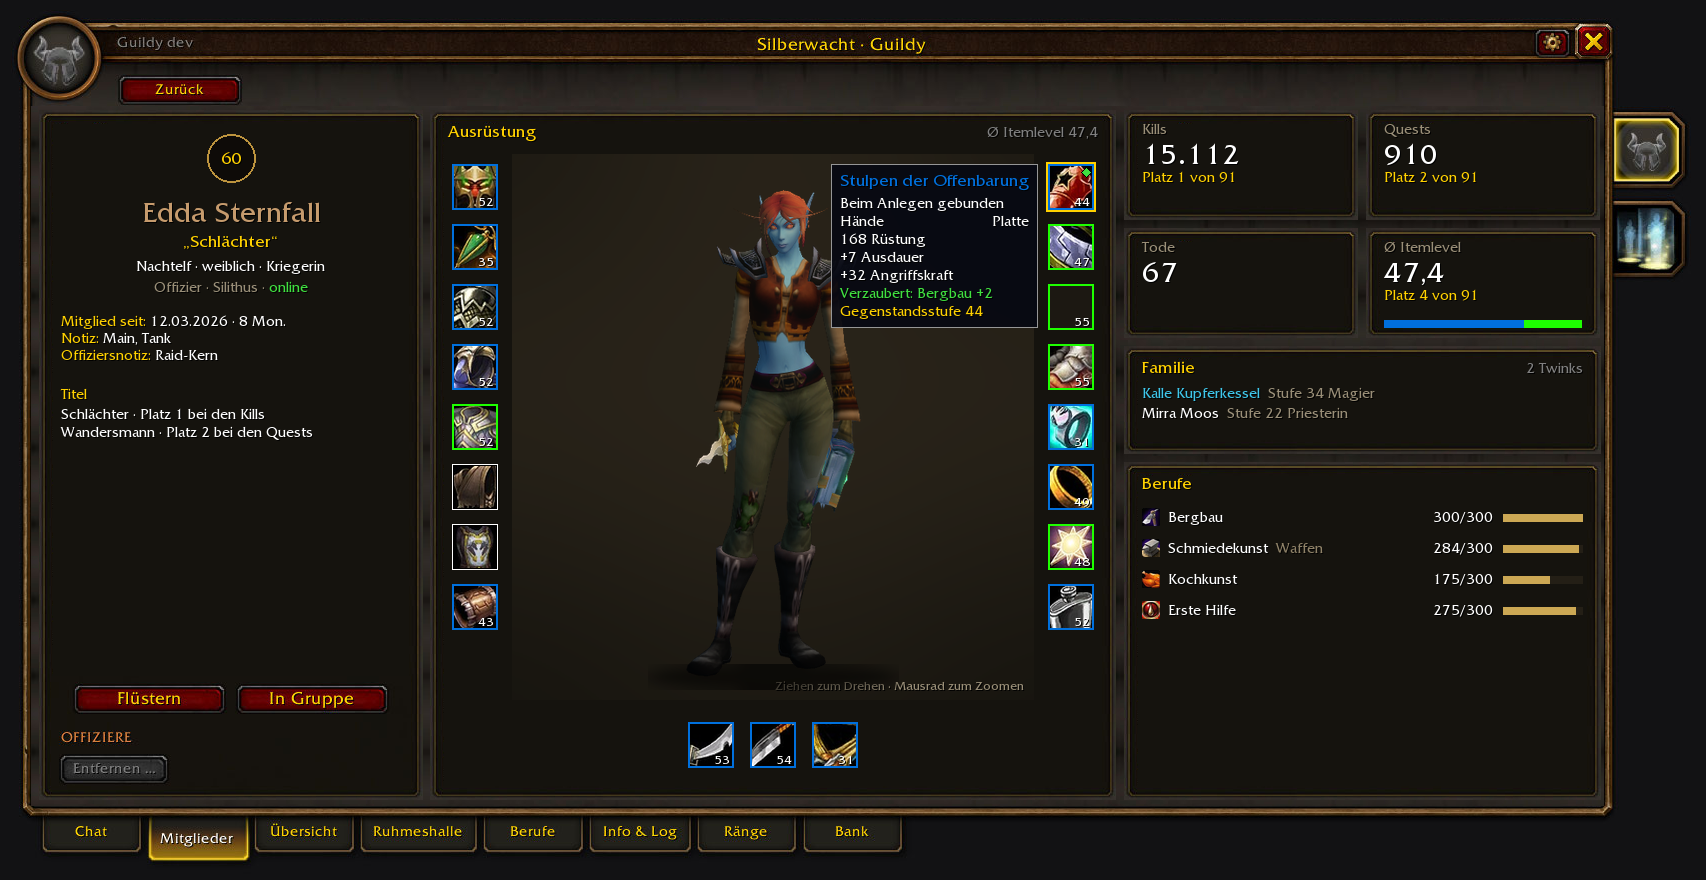 Guildy dev
Silberwacht · Guildy
Zurück
60
Edda Sternfall
„Schlächter“
Nachtelf · weiblich · Kriegerin
Offizier · Silithus · online
Mitglied seit: 12.03.2026 · 8 Mon.
Notiz: Main, Tank
Offiziersnotiz: Raid-Kern
Titel
Schlächter · Platz 1 bei den Kills
Wandersmann · Platz 2 bei den Quests
Flüstern
In Gruppe
OFFIZIERE
Entfernen ...
Ausrüstung
Ø Itemlevel 47,4
52
35
52
52
52
43
Stulpen der Offenbarung
Beim Anlegen gebunden
Hände Platte
168 Rüstung
+7 Ausdauer
+32 Angriffskraft
Verzaubert: Bergbau +2
Gegenstandsstufe 44
44
47
55
55
31
49
48
52
Ziehen zum Drehen · Mausrad zum Zoomen
53
54
31
Kills
15.112
Platz 1 von 91
Quests
910
Platz 2 von 91
Tode
67
Ø Itemlevel
47,4
Platz 4 von 91
Familie
2 Twinks
Kalle Kupferkessel Stufe 34 Magier
Mirra Moos Stufe 22 Priesterin
Berufe
Bergbau 300/300
Schmiedekunst Waffen 284/300
Kochkunst 175/300
Erste Hilfe 275/300
Chat
Mitglieder
Übersicht
Ruhmeshalle
Berufe
Info & Log
Ränge
Bank